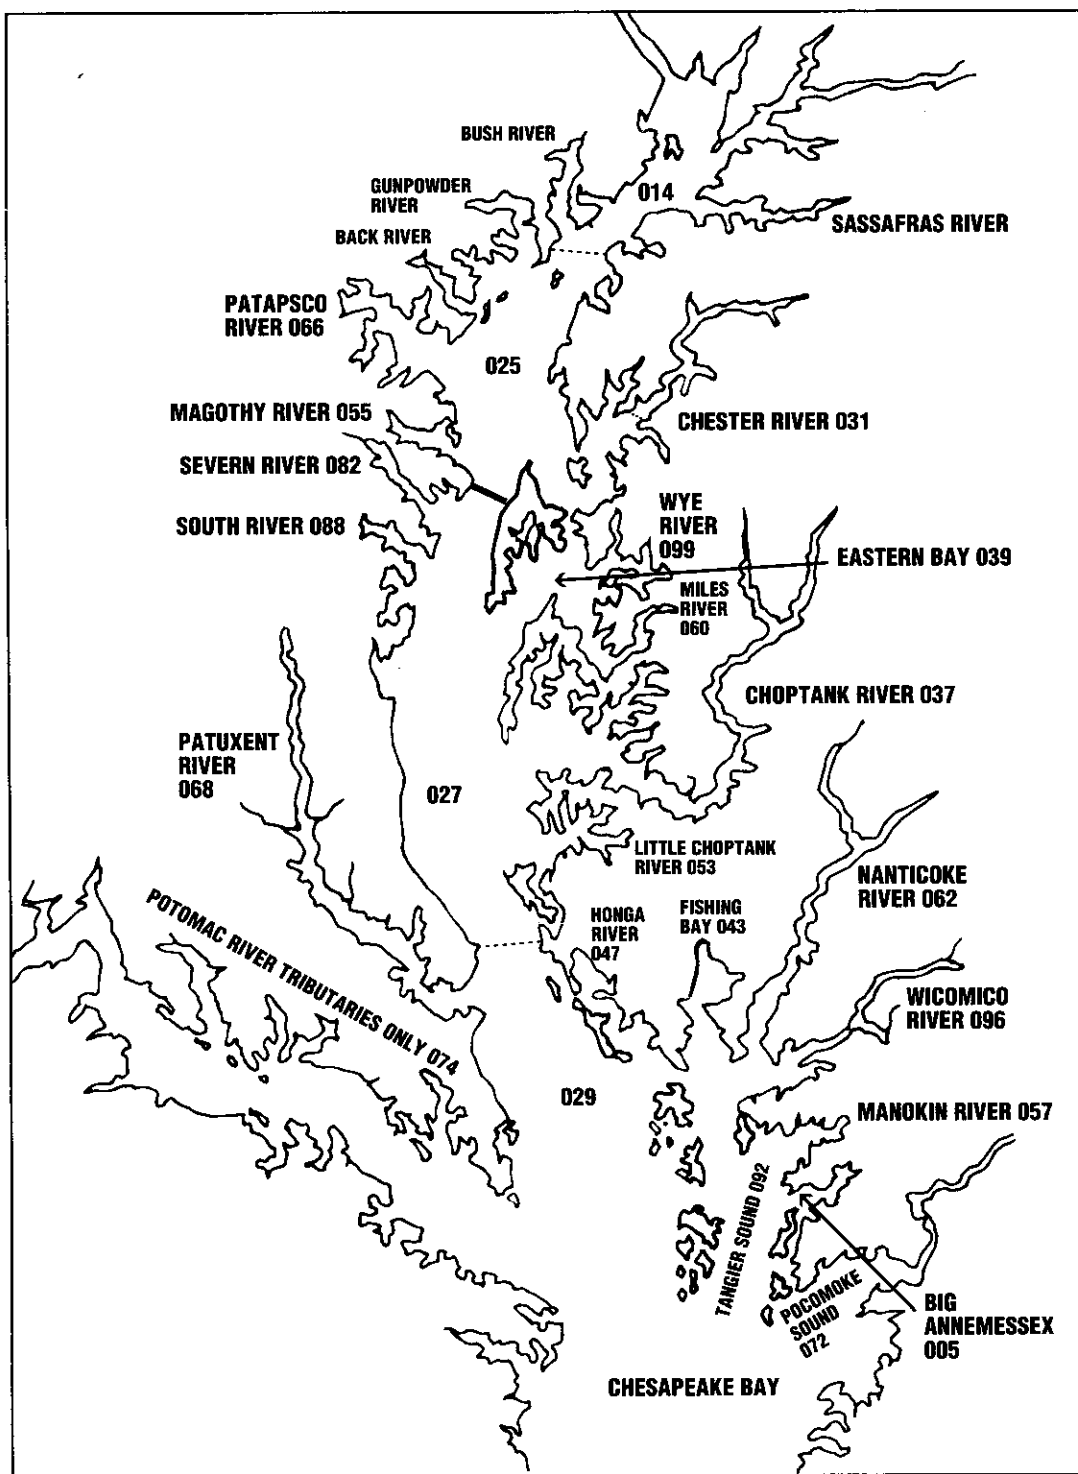 BUSH RIVER
014
GUNPOWDER
RIVER
SASSAFRAS RIVER
BACK RIVER
PATAPSCO
RIVER 066
025
MAGOTHY RIVER 055
CHESTER RIVER 031
SEVERN RIVER 082
SOUTH RIVER 088
WYE
RIVER
099
EASTERN BAY 039
MILES
RIVER
060
CHOPTANK RIVER 037
PATUXENT
RIVER
068
027
LITTLE CHOPTANK
RIVER 053
NANTICOKE
RIVER 062
HONGA
RIVER
047
FISHING
BAY 043
POTOMAC RIVER TRIBUTARIES ONLY 074
WICOMICO
RIVER 096
029
MANOKIN RIVER 057
TANGIER SOUND 092
POCOMOKE
SOUND
072
BIG
ANNEMESSEX
005
CHESAPEAKE BAY